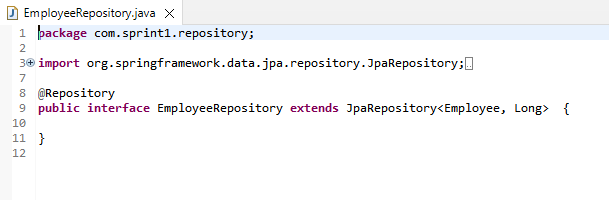 EmployeeRepository.java
1 package com.sprint1.repository;
2
3 import org.springframework.data.jpa.repository.JpaRepository;
7
8 @Repository
9 public interface EmployeeRepository extends JpaRepository<Employee, Long>  {
10
11 }
12